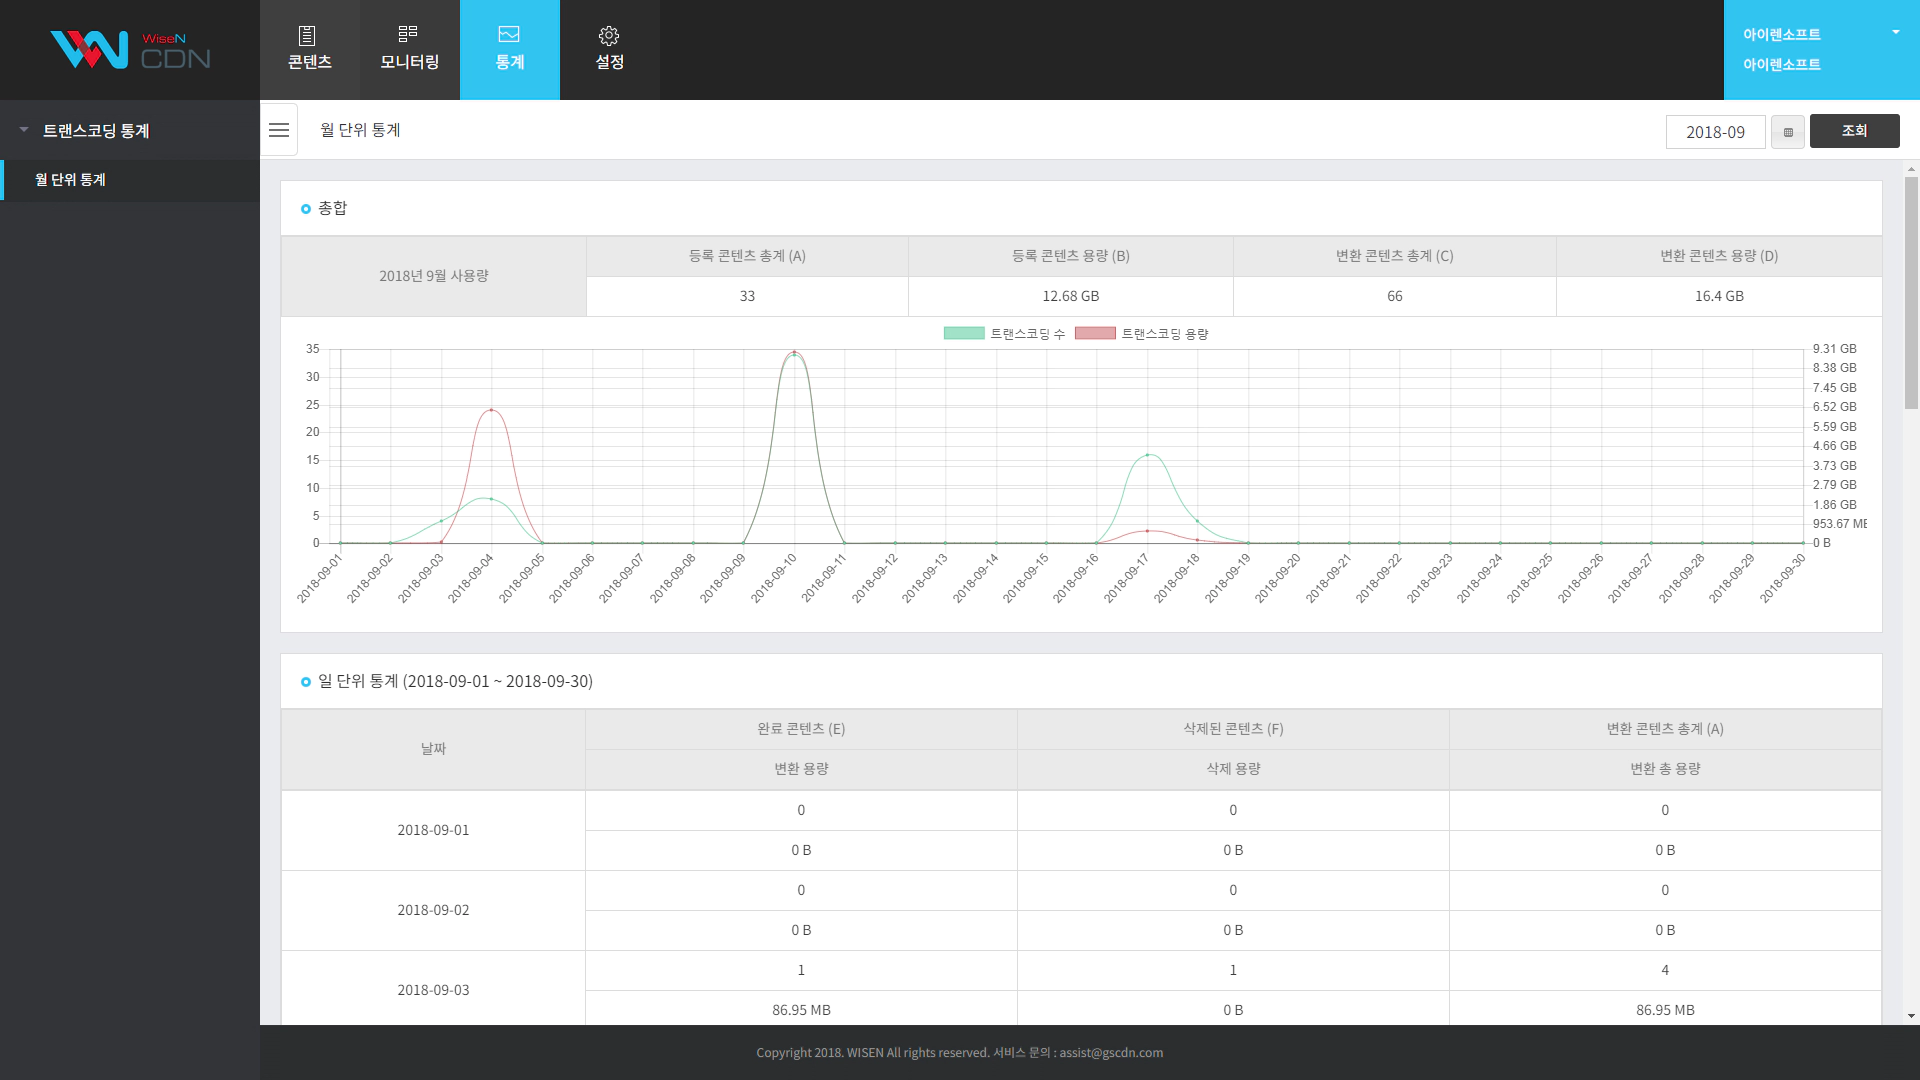 WiseN
CDN
콘텐츠
모니터링
통계
설정
아이렌소프트
아이렌소프트
트랜스코딩 통계
월 단위 통계
월 단위 통계
2018-09
조회
총합
2018년 9월 사용량
등록 콘텐츠 총계 (A)
등록 콘텐츠 용량 (B)
변환 콘텐츠 총계 (C)
변환 콘텐츠 용량 (D)
33
12.68 GB
66
16.4 GB
트랜스코딩 수
트랜스코딩 용량
35
30
25
20
15
10
5
0
9.31 GB
8.38 GB
7.45 GB
6.52 GB
5.59 GB
4.66 GB
3.73 GB
2.79 GB
1.86 GB
953.67 MB
0 B
2018-09-01
2018-09-02
2018-09-03
2018-09-04
2018-09-05
2018-09-06
2018-09-07
2018-09-08
2018-09-09
2018-09-10
2018-09-11
2018-09-12
2018-09-13
2018-09-14
2018-09-15
2018-09-16
2018-09-17
2018-09-18
2018-09-19
2018-09-20
2018-09-21
2018-09-22
2018-09-23
2018-09-24
2018-09-25
2018-09-26
2018-09-27
2018-09-28
2018-09-29
2018-09-30
일 단위 통계 (2018-09-01 ~ 2018-09-30)
날짜
완료 콘텐츠 (E)
삭제된 콘텐츠 (F)
변환 콘텐츠 총계 (A)
변환 용량
삭제 용량
변환 총 용량
2018-09-01
0
0
0
0 B
0 B
0 B
2018-09-02
0
0
0
0 B
0 B
0 B
2018-09-03
1
1
4
86.95 MB
0 B
86.95 MB
Copyright 2018. WISEN All rights reserved. 서비스 문의 : assist@gscdn.com